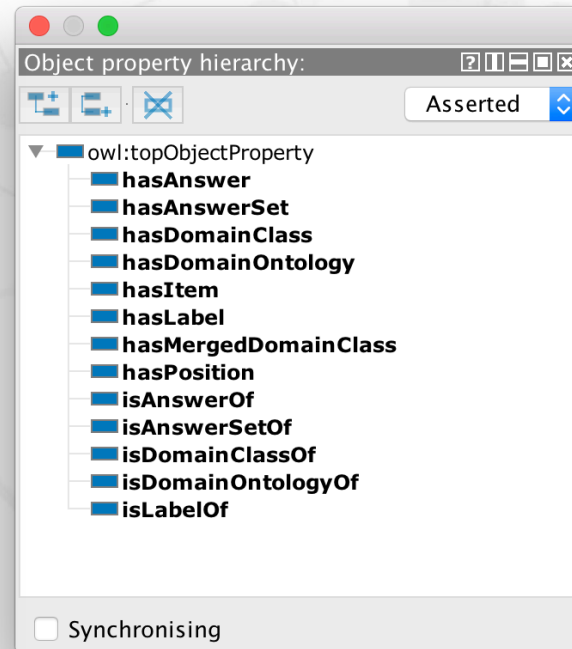 Object property hierarchy:
Asserted
owl:topObjectProperty
hasAnswer
hasAnswerSet
hasDomainClass
hasDomainOntology
hasItem
hasLabel
hasMergedDomainClass
hasPosition
isAnswerOf
isAnswerSetOf
isDomainClassOf
isDomainOntologyOf
isLabelOf
Synchronising